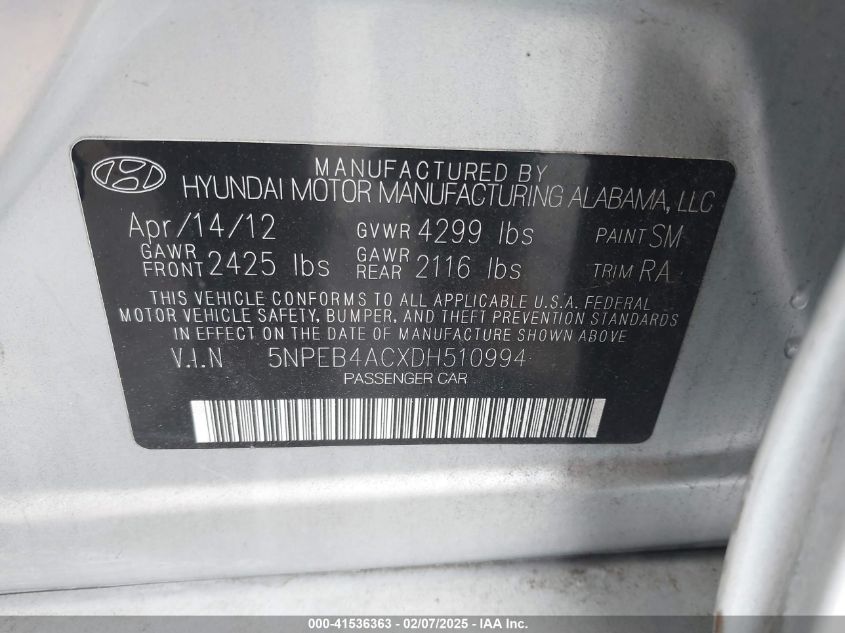 MANUFACTURED BY
HYUNDAI MOTOR MANUFACTURING ALABAMA, LLC
Apr/14/12 GVWR 4299 lbs PAINT SM
GAWR FRONT 2425 lbs GAWR REAR 2116 lbs TRIM RA
THIS VEHICLE CONFORMS TO ALL APPLICABLE U.S.A. FEDERAL
MOTOR VEHICLE SAFETY, BUMPER, AND THEFT PREVENTION STANDARDS
IN EFFECT ON THE DATE OF MANUFACTURE SHOWN ABOVE
V.I.N 5NPEB4ACXDH510994
PASSENGER CAR
000-41536363 - 02/07/2025 - IAA Inc.